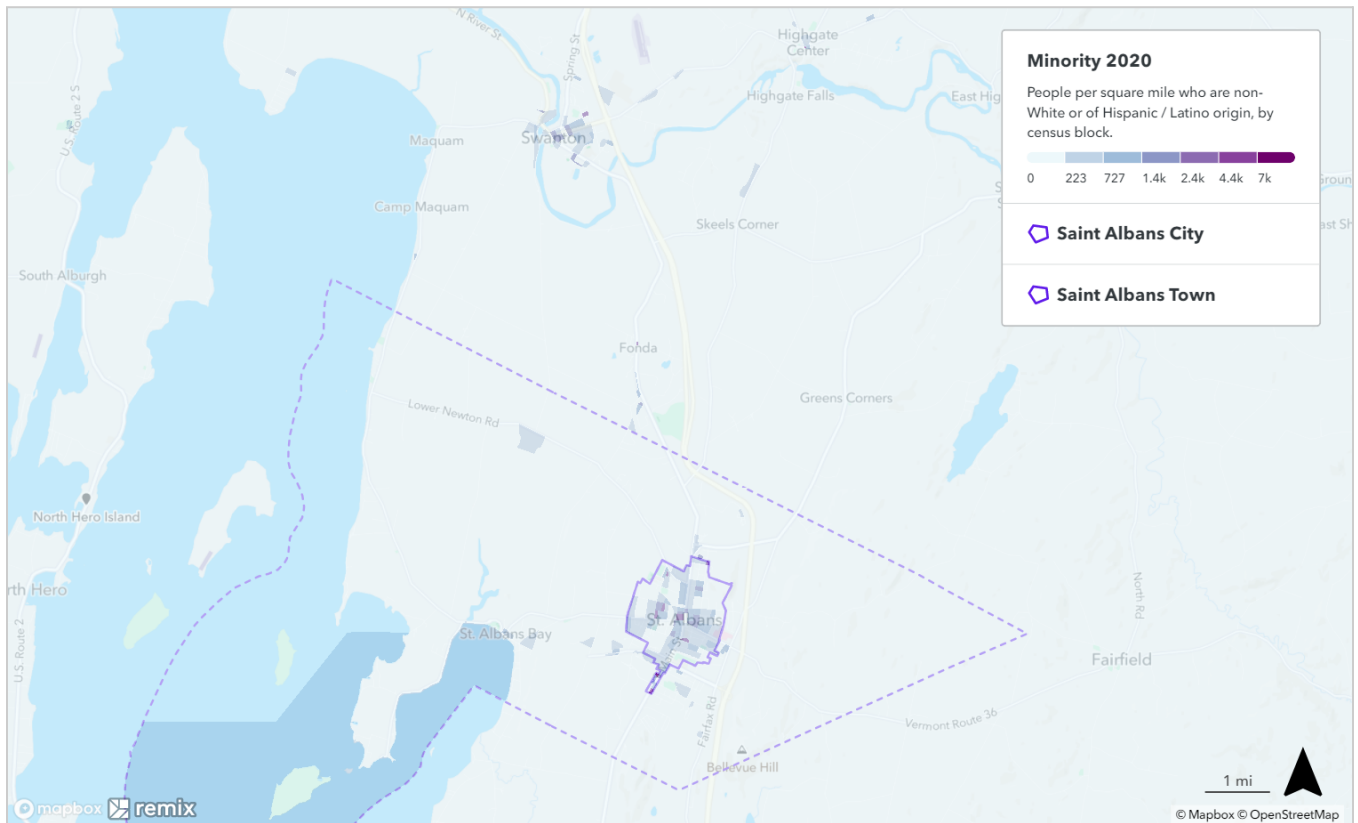 N River St
Spring St
Highgate
Center
Highgate Falls
East Hig
U.S. Route 2 S
Maquam
Swanton
Camp Maquam
Skeels Corner
South Alburgh
Fonda
Greens Corners
Lower Newton Rd
North Hero Island
rth Hero
St. Albans Bay
St. Albans
U.S. Route 2
North Rd
Fairfield
Vermont Route 36
Fairfax Rd
Bellevue Hill
Minority 2020
People per square mile who are non-
White or of Hispanic / Latino origin, by
census block.
0 223 727 1.4k 2.4k 4.4k 7k
Saint Albans City
Saint Albans Town
1 mi
mapbox remix
© Mapbox © OpenStreetMap